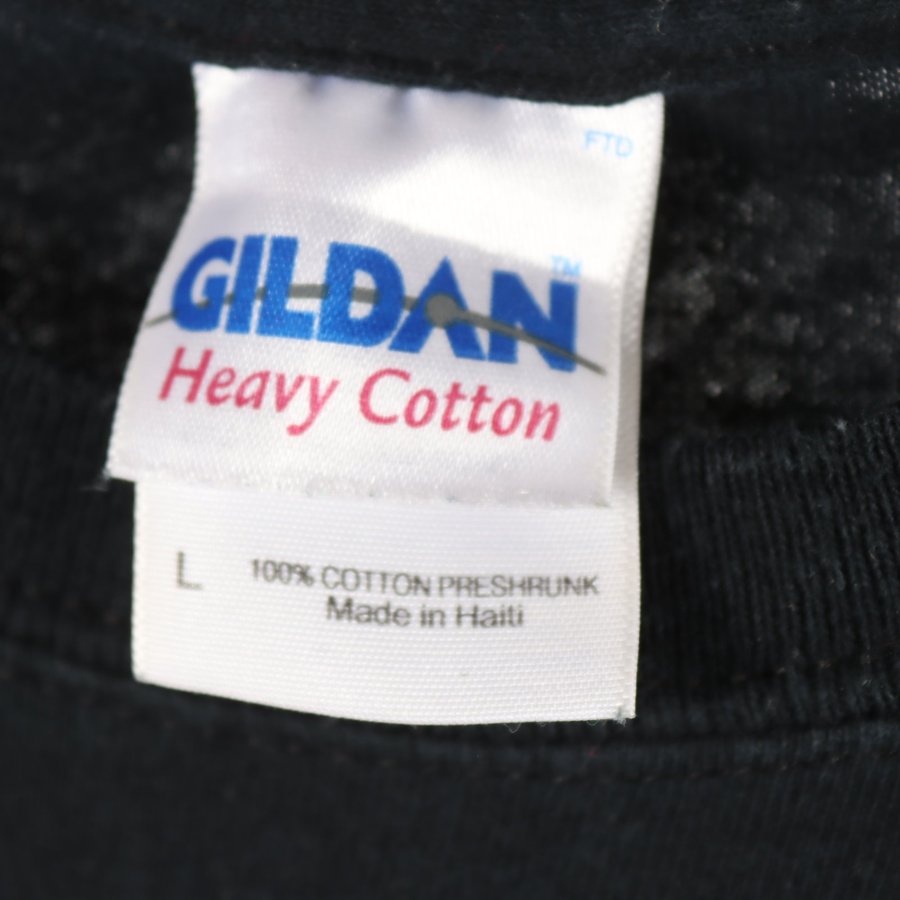 FTD
GILDAN™
Heavy Cotton
L 100% COTTON PRESHRUNK
Made in Haiti